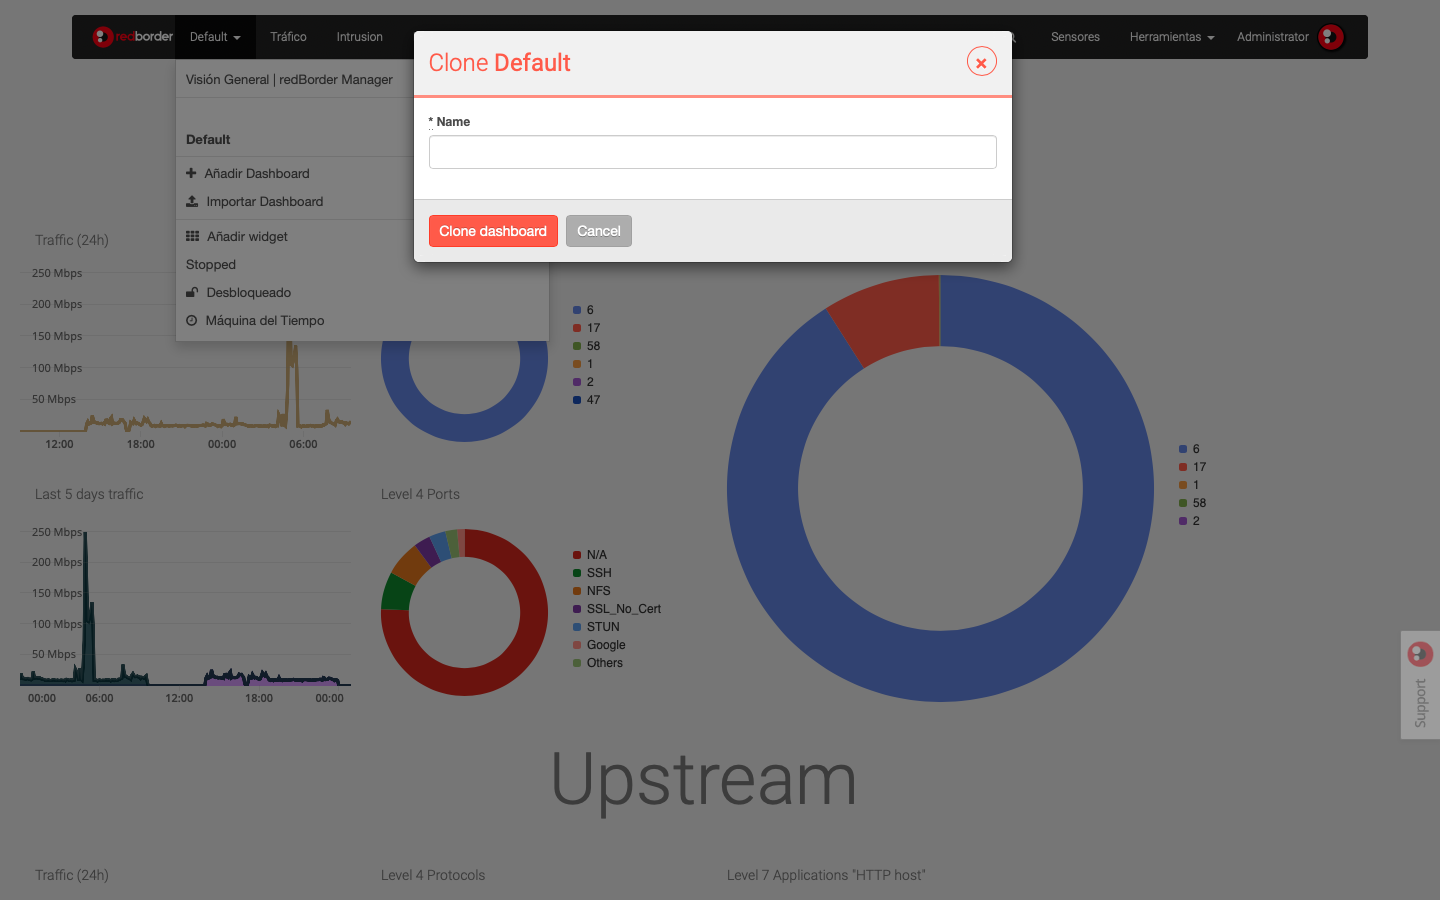 redborder
Default
Tráfico
Intrusion
Sensores
Herramientas
Administrator
Clone Default
* Name
Clone dashboard
Cancel
Visión General | redBorder Manager
Default
Añadir Dashboard
Importar Dashboard
Añadir widget
Stopped
Desbloqueado
Máquina del Tiempo
Traffic (24h)
250 Mbps
200 Mbps
150 Mbps
100 Mbps
50 Mbps
12:00
18:00
00:00
06:00
6
17
58
1
2
47
6
17
1
58
2
Last 5 days traffic
250 Mbps
200 Mbps
150 Mbps
100 Mbps
50 Mbps
00:00
06:00
12:00
18:00
00:00
Level 4 Ports
N/A
SSH
NFS
SSL_No_Cert
STUN
Google
Others
Support
Upstream
Traffic (24h)
Level 4 Protocols
Level 7 Applications "HTTP host"